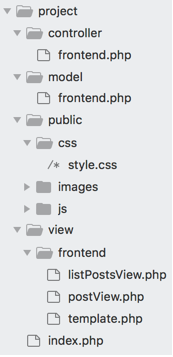 project
controller
frontend.php
model
frontend.php
public
css
/* style.css
images
js
view
frontend
listPostsView.php
postView.php
template.php
index.php